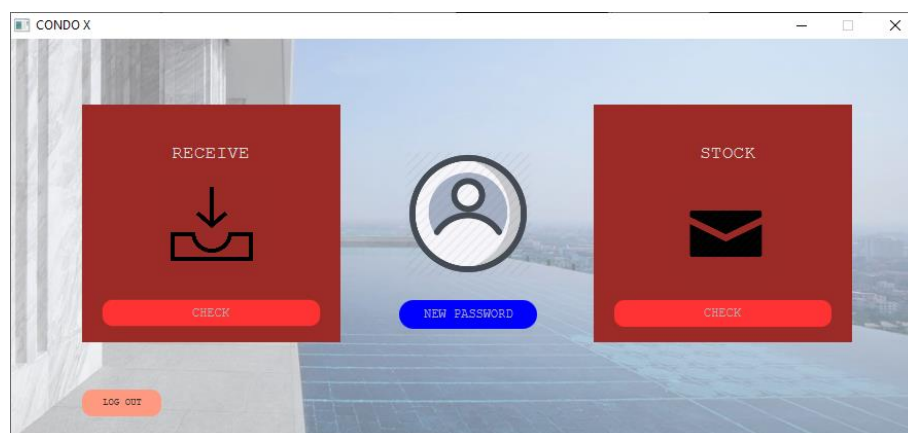 CONDO X
RECEIVE
STOCK
CHECK
NEW PASSWORD
CHECK
LOG OUT